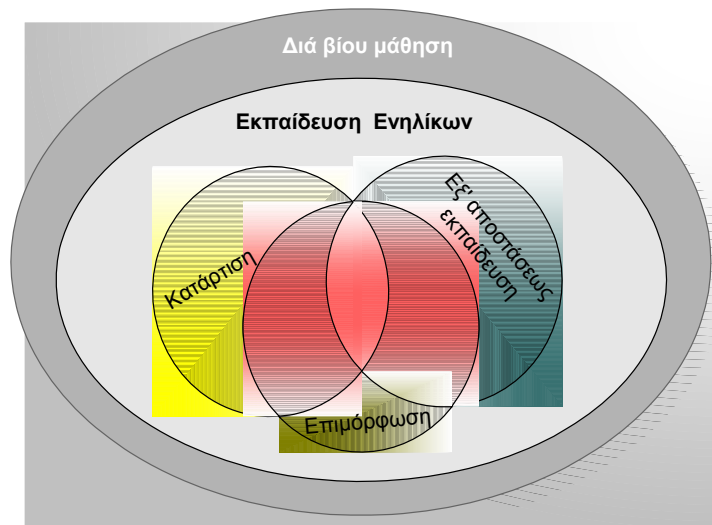 Διά βίου μάθηση
Εκπαίδευση Ενηλίκων
Εξ' αποστάσεως
εκπαίδευση
Κατάρτιση
Επιμόρφωση